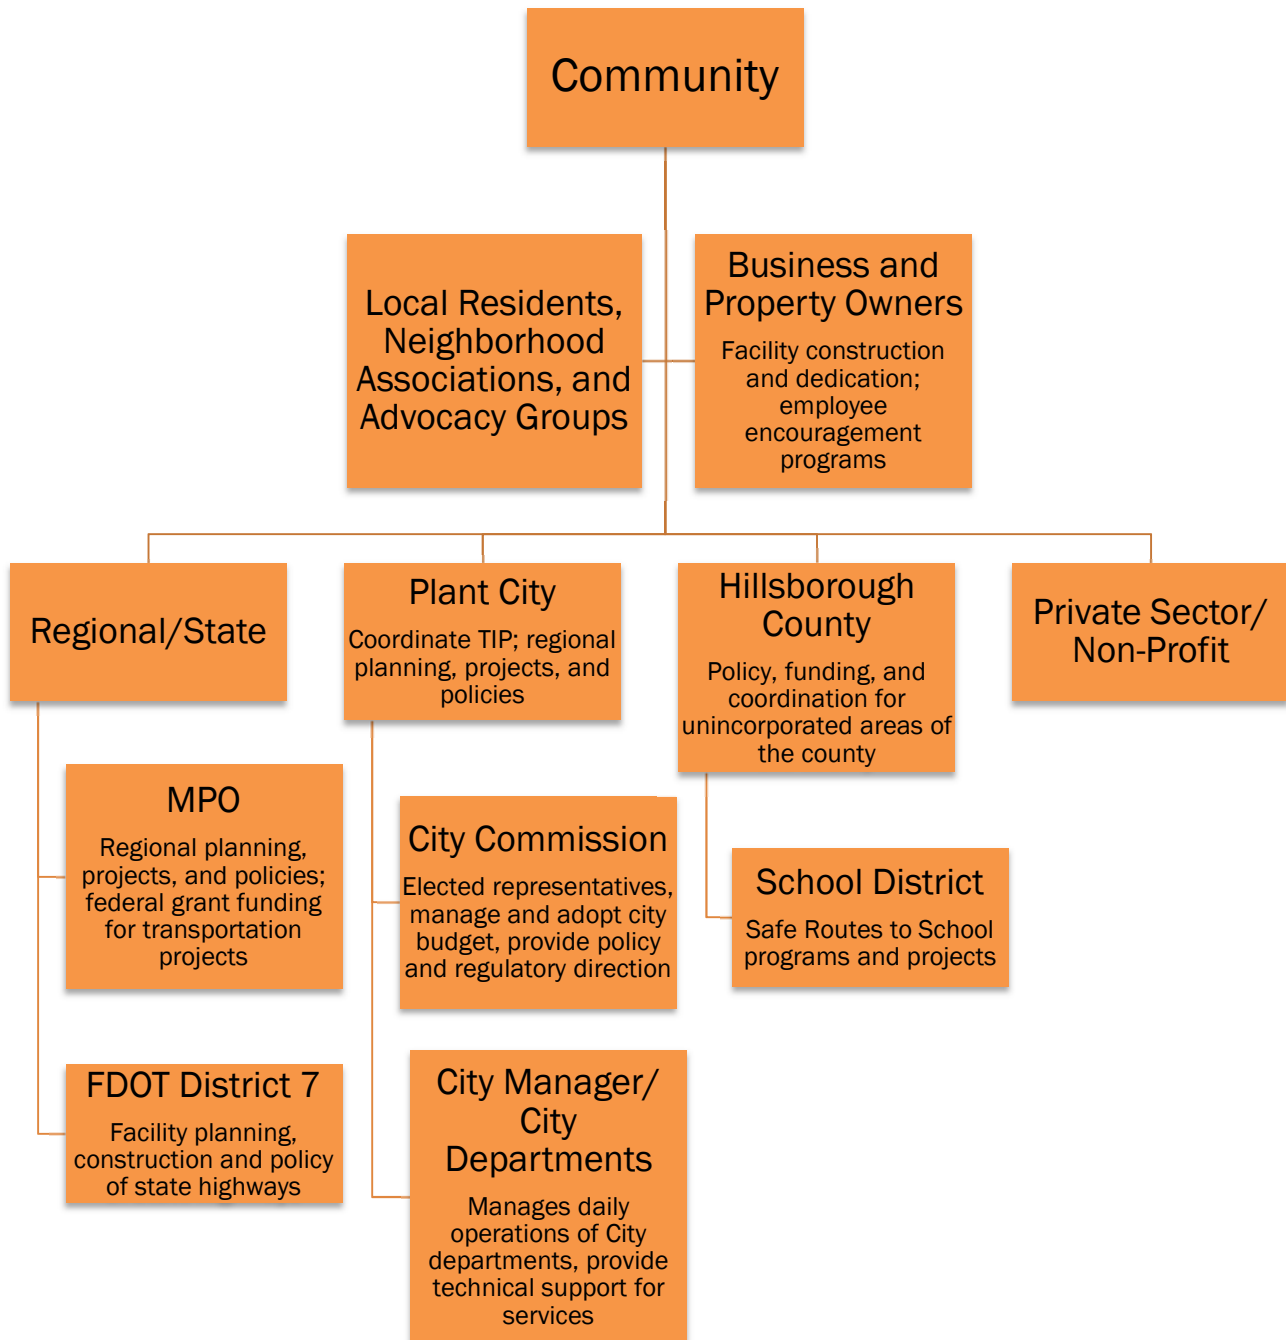 Community
Local Residents,
Neighborhood
Associations, and
Advocacy Groups
Business and
Property Owners
Facility construction
and dedication;
employee
encouragement
programs
Regional/State
MPO
Regional planning,
projects, and policies;
federal grant funding
for transportation
projects
FDOT District 7
Facility planning,
construction and policy
of state highways
Plant City
Coordinate TIP; regional
planning, projects, and
policies
City Commission
Elected representatives,
manage and adopt city
budget, provide policy
and regulatory direction
City Manager/
City
Departments
Manages daily
operations of City
departments, provide
technical support for
services
Hillsborough
County
Policy, funding, and
coordination for
unincorporated areas of
the county
School District
Safe Routes to School
programs and projects
Private Sector/
Non-Profit